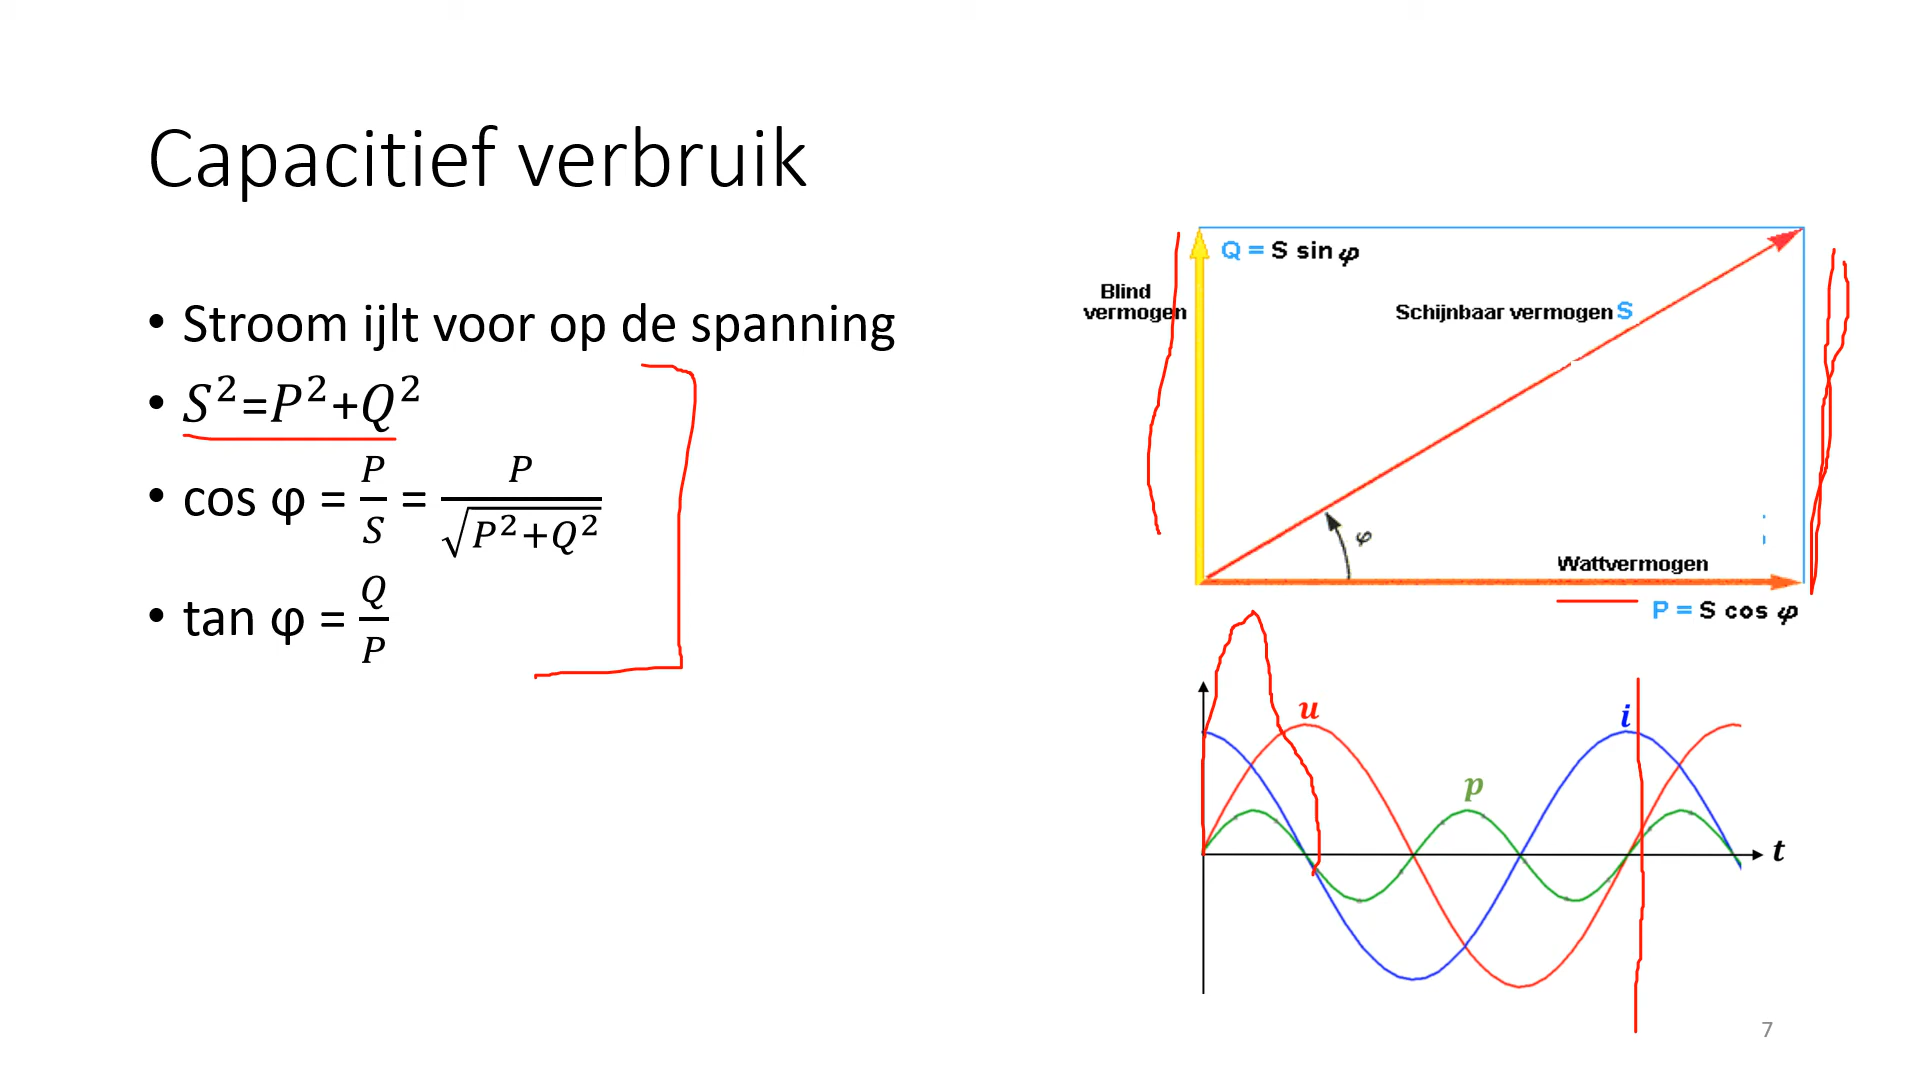 Capacitief verbruik
• Stroom ijlt voor op de spanning
• S²=P²+Q²
• cos φ = P/S = P/√(P²+Q²)
• tan φ = Q/P
Q = S sin φ
Blind
vermogen
Schijnbaar vermogen S
φ
Wattvermogen
P = S cos φ
u
i
p
t
7